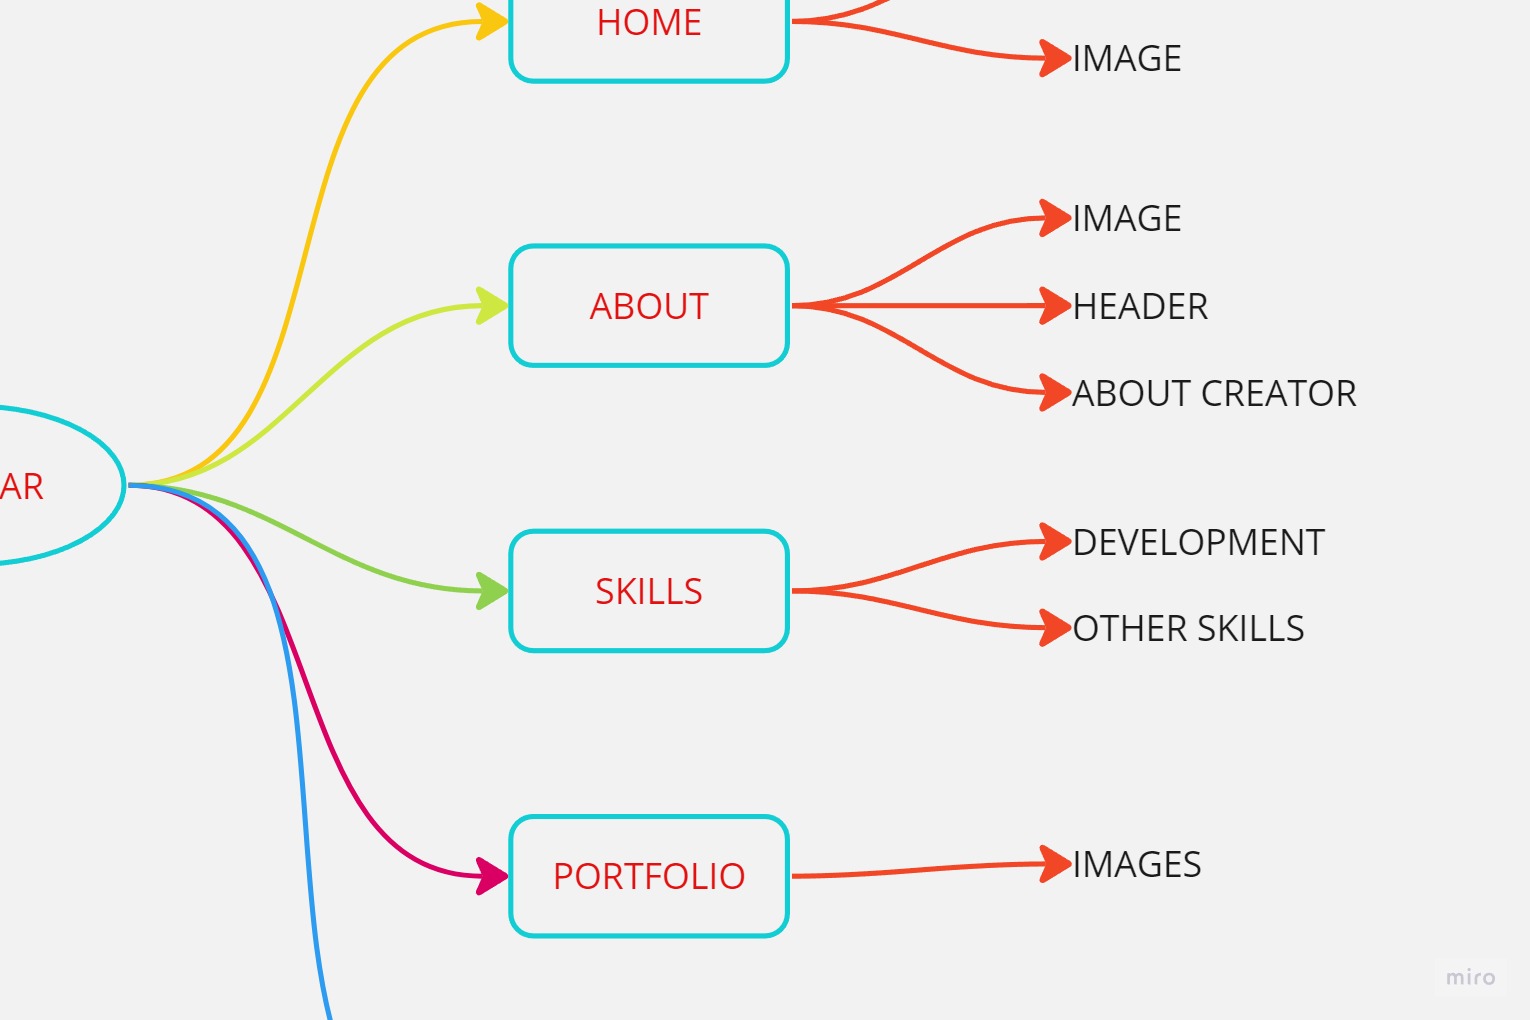 HOME
IMAGE
IMAGE
ABOUT
HEADER
ABOUT CREATOR
AR
DEVELOPMENT
SKILLS
OTHER SKILLS
PORTFOLIO
IMAGES
miro